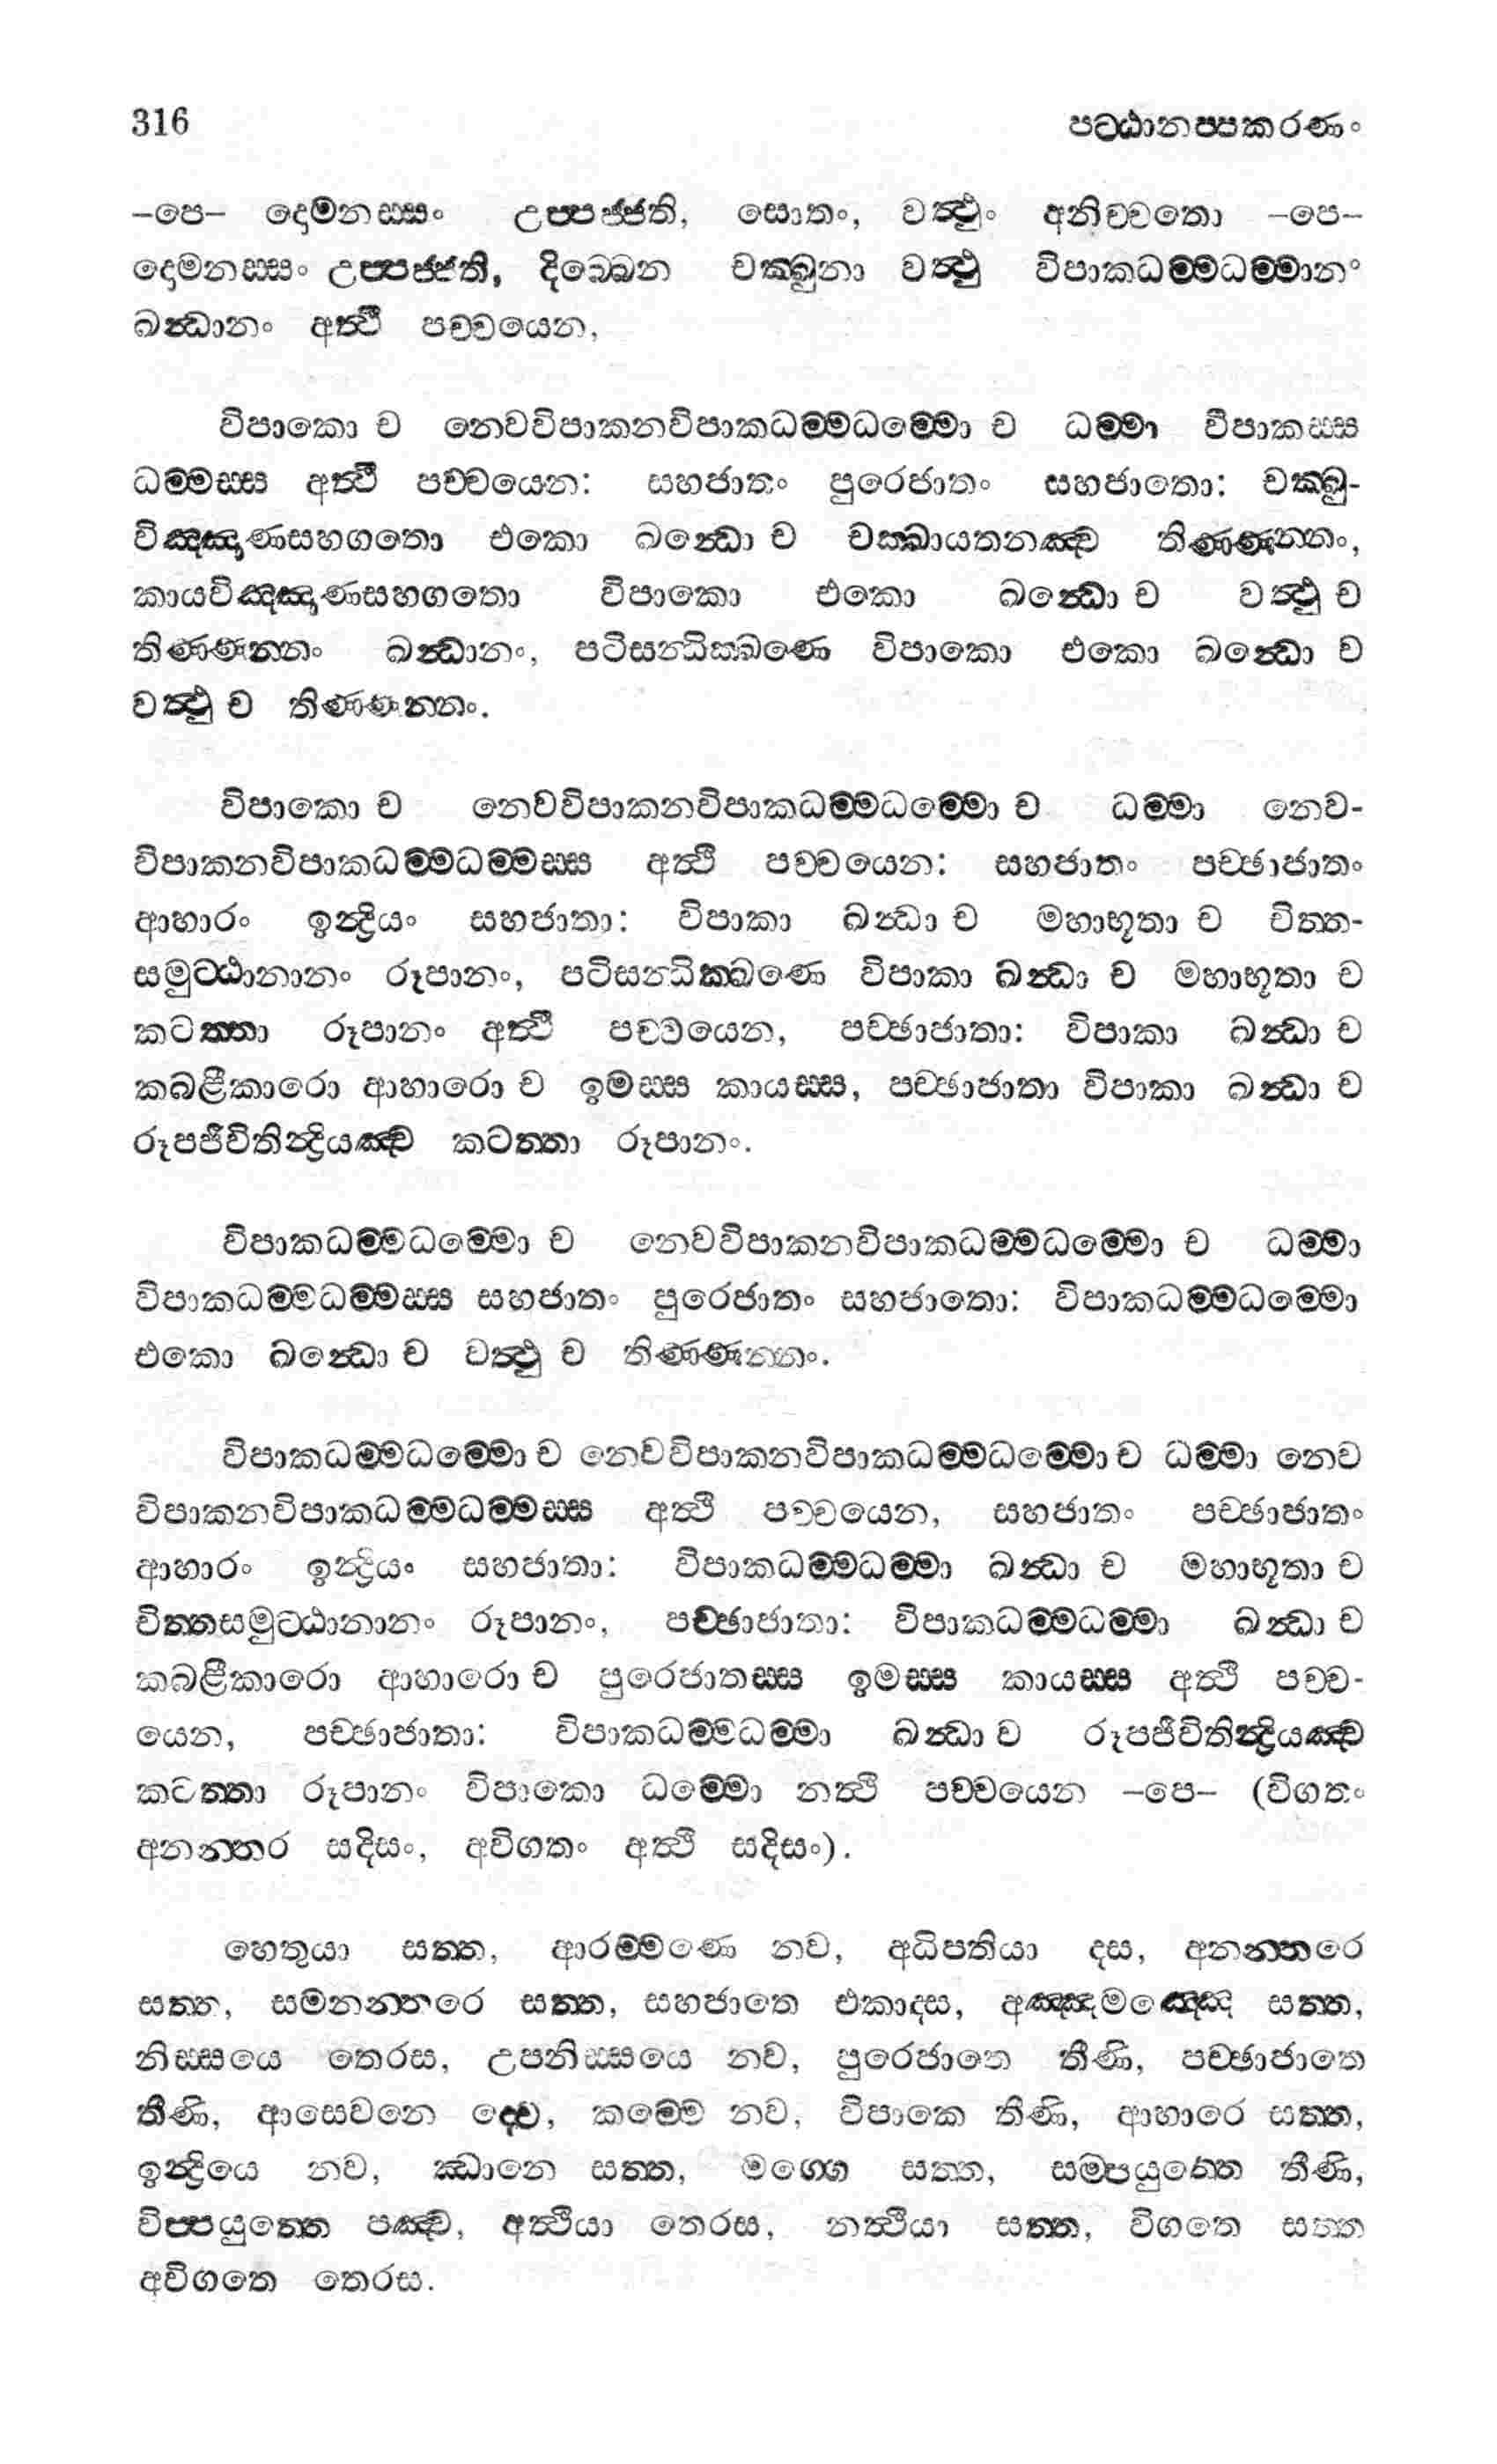 316 පට්ඨානප්පකරණං
–පෙ– දොමනස්සං උප්පජ්ජති, සොතං, වත්ථුං අනිච්චතො –පෙ–
දොමනස්සං උප්පජ්ජති, දිබ්බෙන චක්ඛුනා වත්ථු විපාකධම්මධම්මානං
ඛන්ධානං අත්ථි පච්චයෙන,
විපාකො ච නෙවවිපාකනවිපාකධම්මධම්මො ච ධම්මා විපාකස්ස
ධම්මස්ස අත්ථි පච්චයෙන: සහජාතං පුරෙජාතං සහජාතො: චක්ඛු-
විඤ්ඤාණසහගතො එකො ඛන්ධො ච චක්ඛායතනඤ්ච තිණ්ණන්නං,
කායවිඤ්ඤාණසහගතො විපාකො එකො ඛන්ධො ච වත්ථු ච
තිණ්ණන්නං ඛන්ධානං, පටිසන්ධික්ඛණෙ විපාකො එකො ඛන්ධො ච
වත්ථු ච තිණ්ණන්නං.
විපාකො ච නෙවවිපාකනවිපාකධම්මධම්මො ච ධම්මා නෙව-
විපාකනවිපාකධම්මධම්මස්ස අත්ථි පච්චයෙන: සහජාතං පච්ඡාජාතං
ආහාරං ඉන්ද්‍රියං සහජාතා: විපාකා ඛන්ධා ච මහාභූතා ච චිත්ත-
සමුට්ඨානානං රූපානං, පටිසන්ධික්ඛණෙ විපාකා ඛන්ධා ච මහාභූතා ච
කටත්තා රූපානං අත්ථි පච්චයෙන, පච්ඡාජාතා: විපාකා ඛන්ධා ච
කබළීකාරො ආහාරො ච ඉමස්ස කායස්ස, පච්ඡාජාතා විපාකා ඛන්ධා ච
රූපජීවිතින්ද්‍රියඤ්ච කටත්තා රූපානං.
විපාකධම්මධම්මො ච නෙවවිපාකනවිපාකධම්මධම්මො ච ධම්මා
විපාකධම්මධම්මස්ස සහජාතං පුරෙජාතං සහජාතො: විපාකධම්මධම්මො
එකො ඛන්ධො ච වත්ථු ච තිණ්ණන්නං.
විපාකධම්මධම්මො ච නෙවවිපාකනවිපාකධම්මධම්මො ච ධම්මා නෙව
විපාකනවිපාකධම්මධම්මස්ස අත්ථි පච්චයෙන, සහජාතං පච්ඡාජාතං
ආහාරං ඉන්ද්‍රියං සහජාතා: විපාකධම්මධම්මා ඛන්ධා ච මහාභූතා ච
චිත්තසමුට්ඨානානං රූපානං, පච්ඡාජාතා: විපාකධම්මධම්මා ඛන්ධා ච
කබළීකාරො ආහාරො ච පුරෙජාතස්ස ඉමස්ස කායස්ස අත්ථි පච්ච-
යෙන, පච්ඡාජාතා: විපාකධම්මධම්මා ඛන්ධා ච රූපජීවිතින්ද්‍රියඤ්ච
කටත්තා රූපානං විපාකො ධම්මො නත්ථි පච්චයෙන –පෙ– (විගතං
අනන්තර සදිසං, අවිගතං අත්ථි සදිසං).
හෙතුයා සත්ත, ආරම්මණෙ නව, අධිපතියා දස, අනන්තරෙ
සත්ත, සමනන්තරෙ සත්ත, සහජාතෙ එකාදස, අඤ්ඤමඤ්ඤෙ සත්ත,
නිස්සයෙ තෙරස, උපනිස්සයෙ නව, පුරෙජාතෙ තීණි, පච්ඡාජාතෙ
තීණි, ආසෙවනෙ ද්වෙ, කම්මෙ නව, විපාකෙ තීණි, ආහාරෙ සත්ත,
ඉන්ද්‍රියෙ නව, ඣානෙ සත්ත, මග්ගෙ සත්ත, සම්පයුත්තෙ තීණි,
විප්පයුත්තෙ පඤ්ච, අත්ථියා තෙරස, නත්ථියා සත්ත, විගතෙ සත්ත
අවිගතෙ තෙරස.